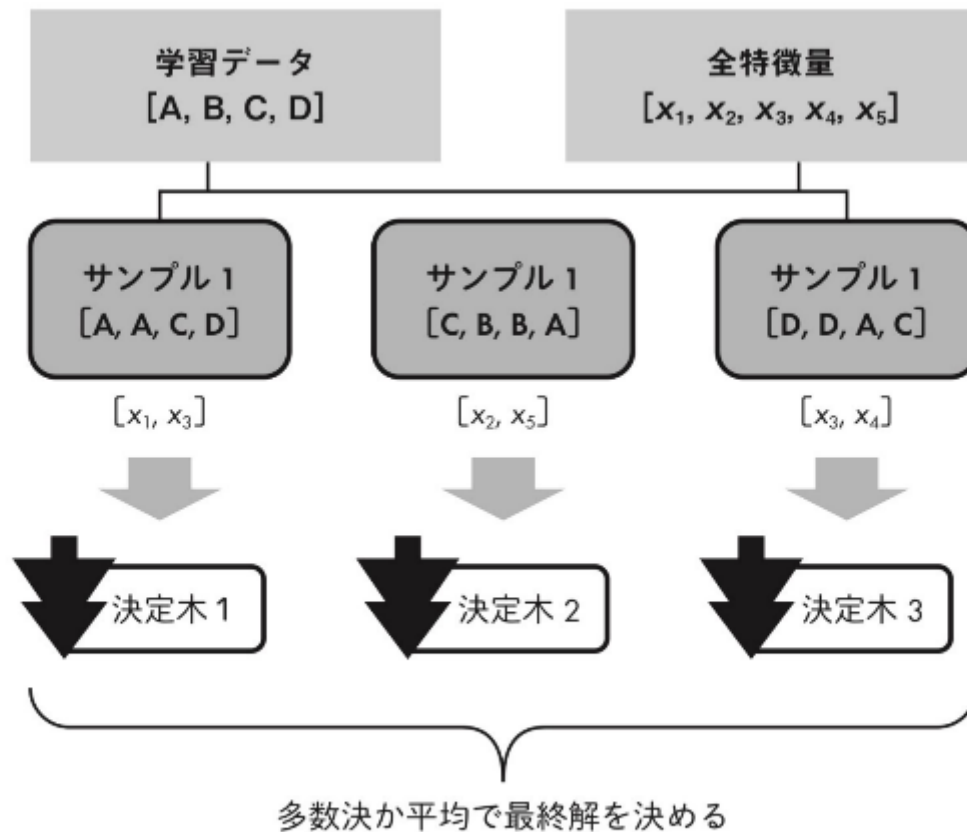 学習データ
[A, B, C, D]
全特徴量
[x₁, x₂, x₃, x₄, x₅]
サンプル 1
[A, A, C, D]
サンプル 1
[C, B, B, A]
サンプル 1
[D, D, A, C]
[x₁, x₃]
[x₂, x₅]
[x₃, x₄]
決定木 1
決定木 2
決定木 3
多数決か平均で最終解を決める